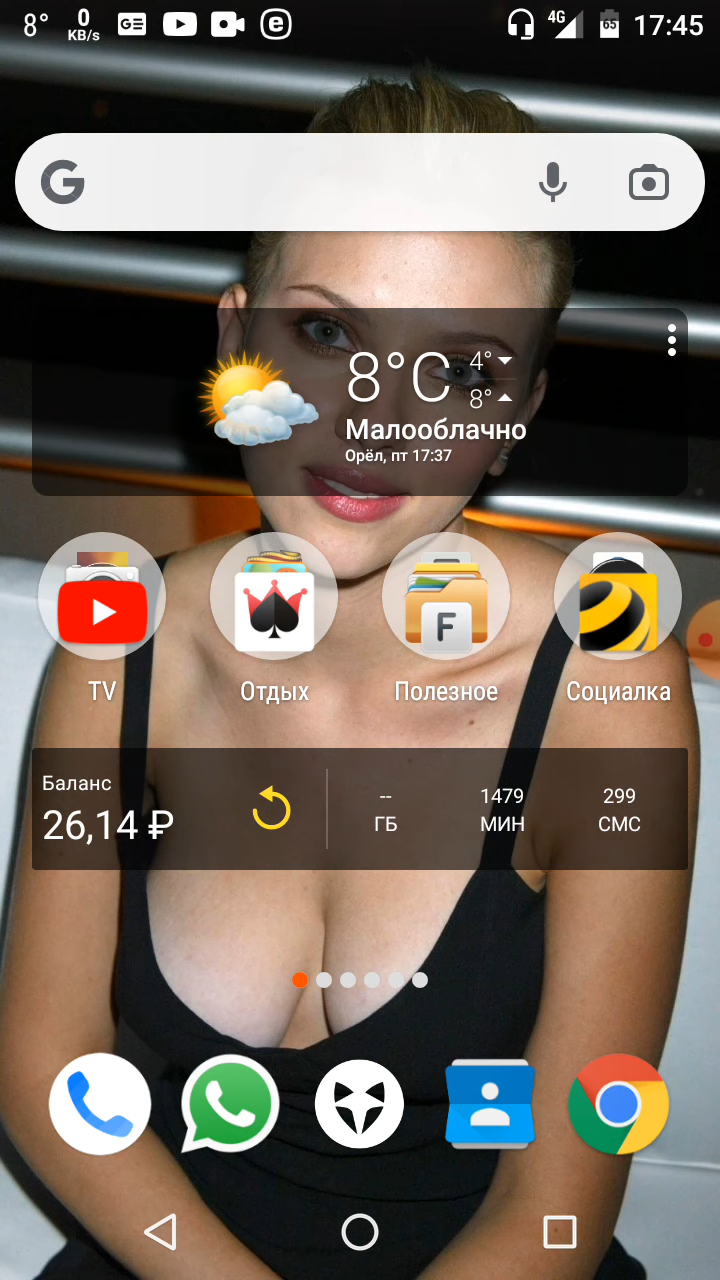 8° 0 KB/s GE 4G 65 17:45
G
8°C 4°
8°
Малооблачно
Орёл, пт 17:37
F
TV Отдых Полезное Социалка
Баланс
26,14 ₽
-- 1479 299
ГБ МИН СМС